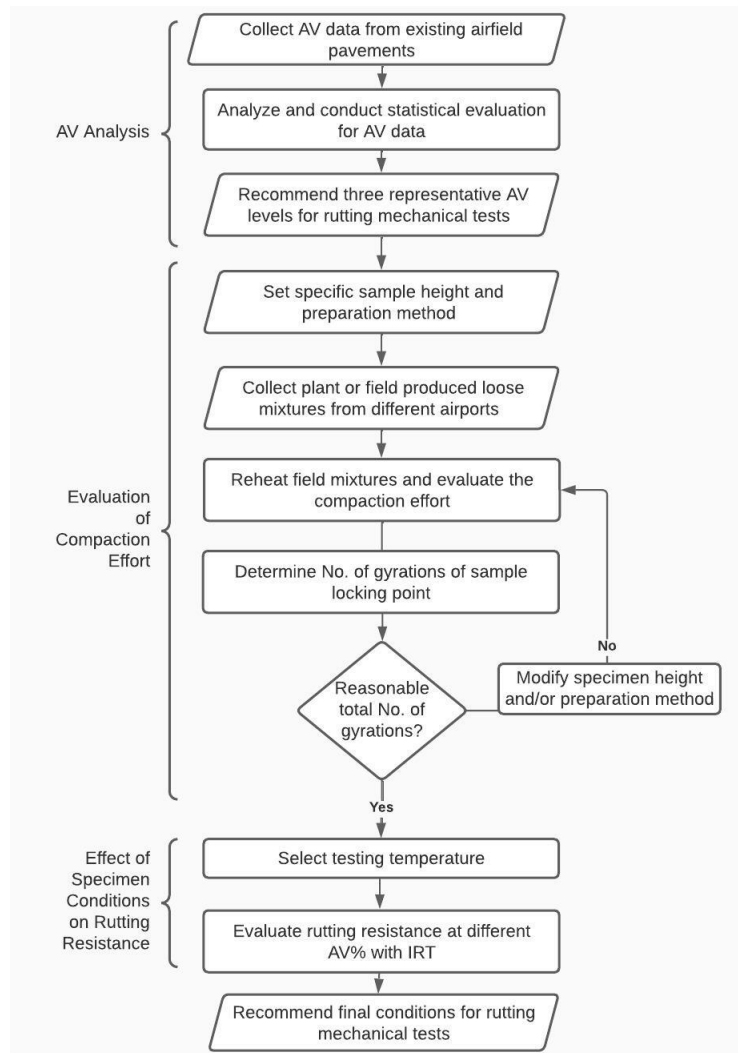 Collect AV data from existing airfield
pavements
AV Analysis
Analyze and conduct statistical evaluation
for AV data
Recommend three representative AV
levels for rutting mechanical tests
Set specific sample height and
preparation method
Collect plant or field produced loose
mixtures from different airports
Evaluation
of
Compaction
Effort
Reheat field mixtures and evaluate the
compaction effort
Determine No. of gyrations of sample
locking point
Reasonable
total No. of
gyrations?
No
Modify specimen height
and/or preparation method
Yes
Effect of
Specimen
Conditions
on Rutting
Resistance
Select testing temperature
Evaluate rutting resistance at different
AV% with IRT
Recommend final conditions for rutting
mechanical tests